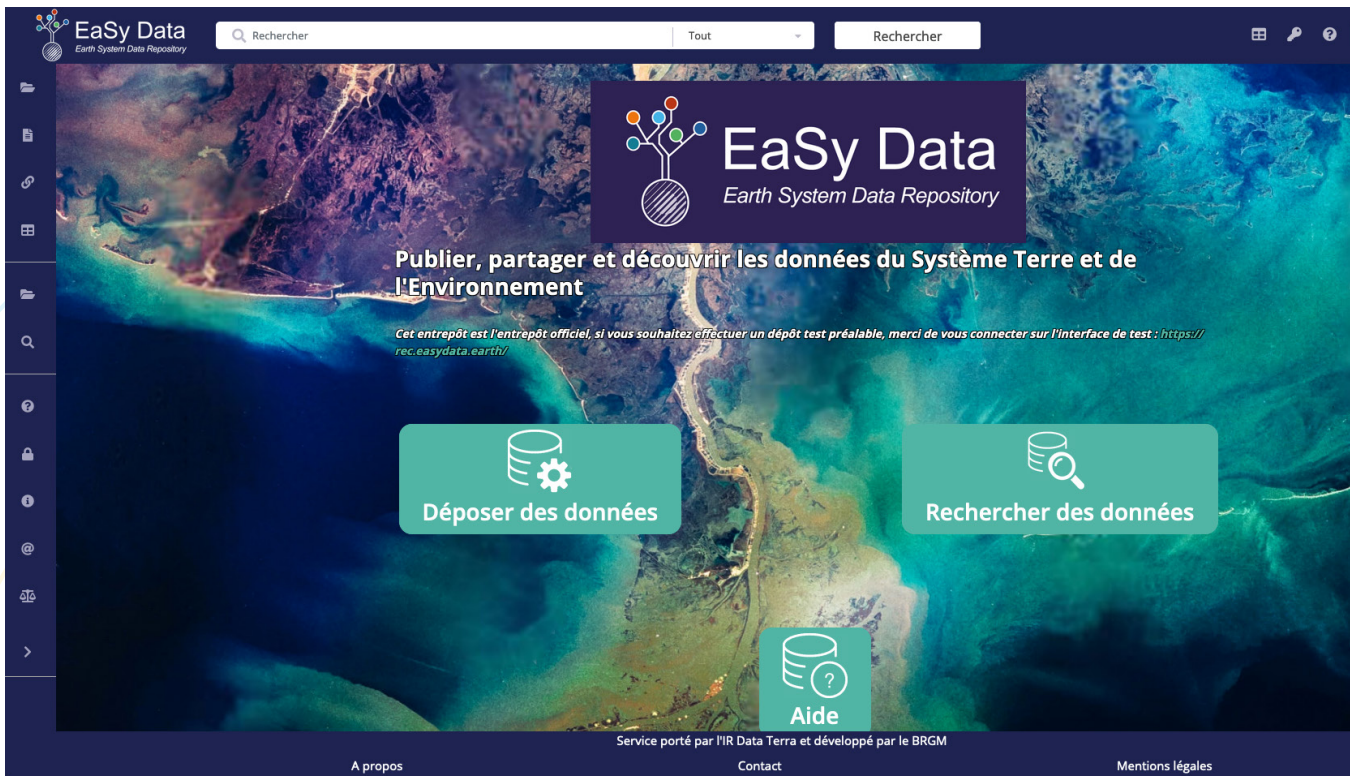 EaSy Data
Earth System Data Repository
Rechercher
Tout
Rechercher
EaSy Data
Earth System Data Repository
Publier, partager et découvrir les données du Système Terre et de
l'Environnement
Cet entrepôt est l'entrepôt officiel, si vous souhaitez effectuer un dépôt test préalable, merci de vous connecter sur l'interface de test : https://
rec.easydata.earth/
Déposer des données
Rechercher des données
Aide
Service porté par l'IR Data Terra et développé par le BRGM
A propos
Contact
Mentions légales